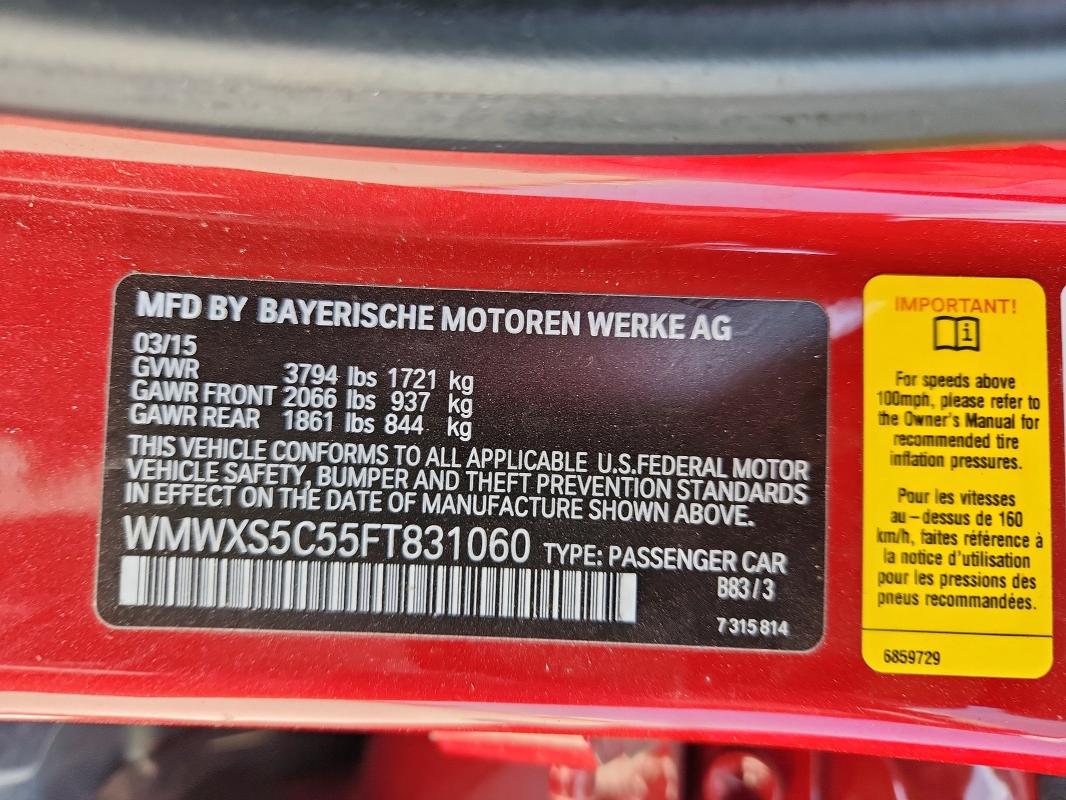 MFD BY BAYERISCHE MOTOREN WERKE AG
03/15
GVWR 3794 lbs 1721 kg
GAWR FRONT 2066 lbs 937 kg
GAWR REAR 1861 lbs 844 kg
THIS VEHICLE CONFORMS TO ALL APPLICABLE U.S.FEDERAL MOTOR
VEHICLE SAFETY, BUMPER AND THEFT PREVENTION STANDARDS
IN EFFECT ON THE DATE OF MANUFACTURE SHOWN ABOVE.
WMWXS5C55FT831060 TYPE: PASSENGER CAR
B83/3
7 315 814
IMPORTANT!
i
For speeds above
100mph, please refer to
the Owner's Manual for
recommended tire
inflation pressures.
Pour les vitesses
au-dessus de 160
km/h, faites référence à
la notice d'utilisation
pour les pressions des
pneus recommandées.
6859729